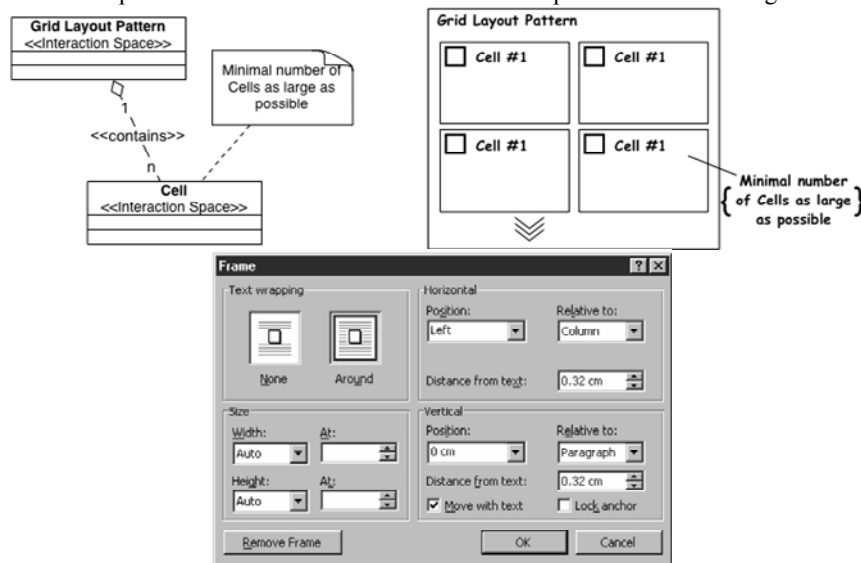 Grid Layout Pattern
<<Interaction Space>>
Minimal number of
Cells as large as
possible
1
<<contains>>
n
Cell
<<Interaction Space>>
Grid Layout Pattern
Cell #1
Cell #1
Cell #1
Cell #1
Minimal number
{ of Cells as large }
as possible
Frame
Text wrapping
None
Around
Horizontal
Position:
Relative to:
Left
Column
Distance from text:
0.32 cm
Size
Width:
At:
Auto
Height:
At:
Auto
Vertical
Position:
Relative to:
0 cm
Paragraph
Distance from text:
0.32 cm
Move with text
Lock anchor
Remove Frame
OK
Cancel